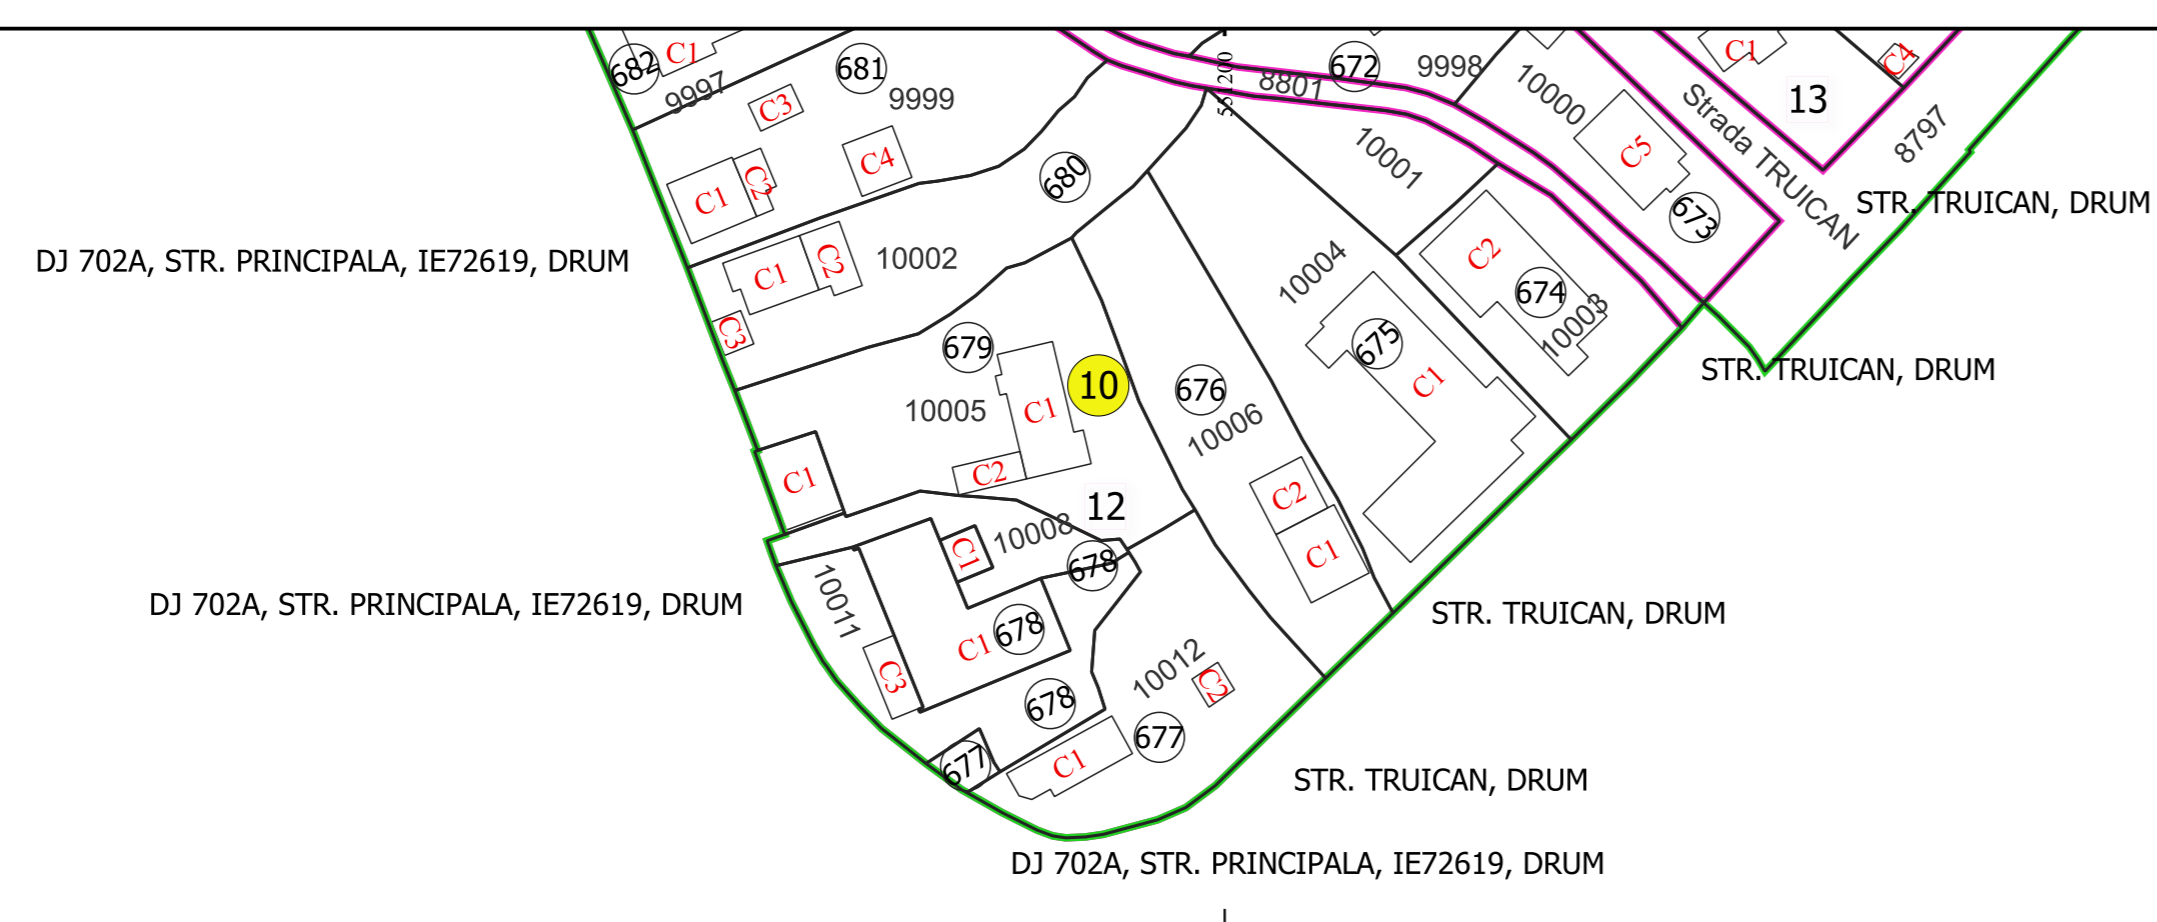 682
C1
681
672
9998
C1
C4
9997
C3
9999
551200
8801
10000
13
Strada TRUICAN
8797
C4
10001
C5
C1
C2
680
673
STR. TRUICAN, DRUM
DJ 702A, STR. PRINCIPALA, IE72619, DRUM
C1
C2
10002
10004
C2
674
10003
C3
679
675
STR. TRUICAN, DRUM
10
676
C1
10005
C1
10006
C1
C2
12
C2
10008
C1
C1
678
10011
DJ 702A, STR. PRINCIPALA, IE72619, DRUM
STR. TRUICAN, DRUM
C1
678
C3
10012
C2
678
677
677
C1
STR. TRUICAN, DRUM
DJ 702A, STR. PRINCIPALA, IE72619, DRUM